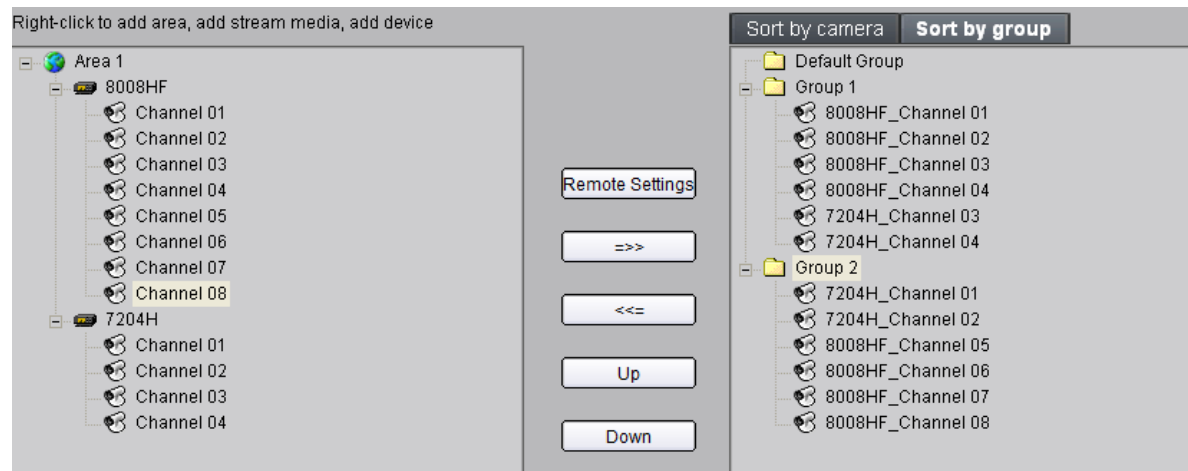 Right-click to add area, add stream media, add device
Area 1
8008HF
Channel 01
Channel 02
Channel 03
Channel 04
Channel 05
Channel 06
Channel 07
Channel 08
7204H
Channel 01
Channel 02
Channel 03
Channel 04
Remote Settings
=>>
<<=
Up
Down
Sort by camera
Sort by group
Default Group
Group 1
8008HF_Channel 01
8008HF_Channel 02
8008HF_Channel 03
8008HF_Channel 04
7204H_Channel 03
7204H_Channel 04
Group 2
7204H_Channel 01
7204H_Channel 02
8008HF_Channel 05
8008HF_Channel 06
8008HF_Channel 07
8008HF_Channel 08